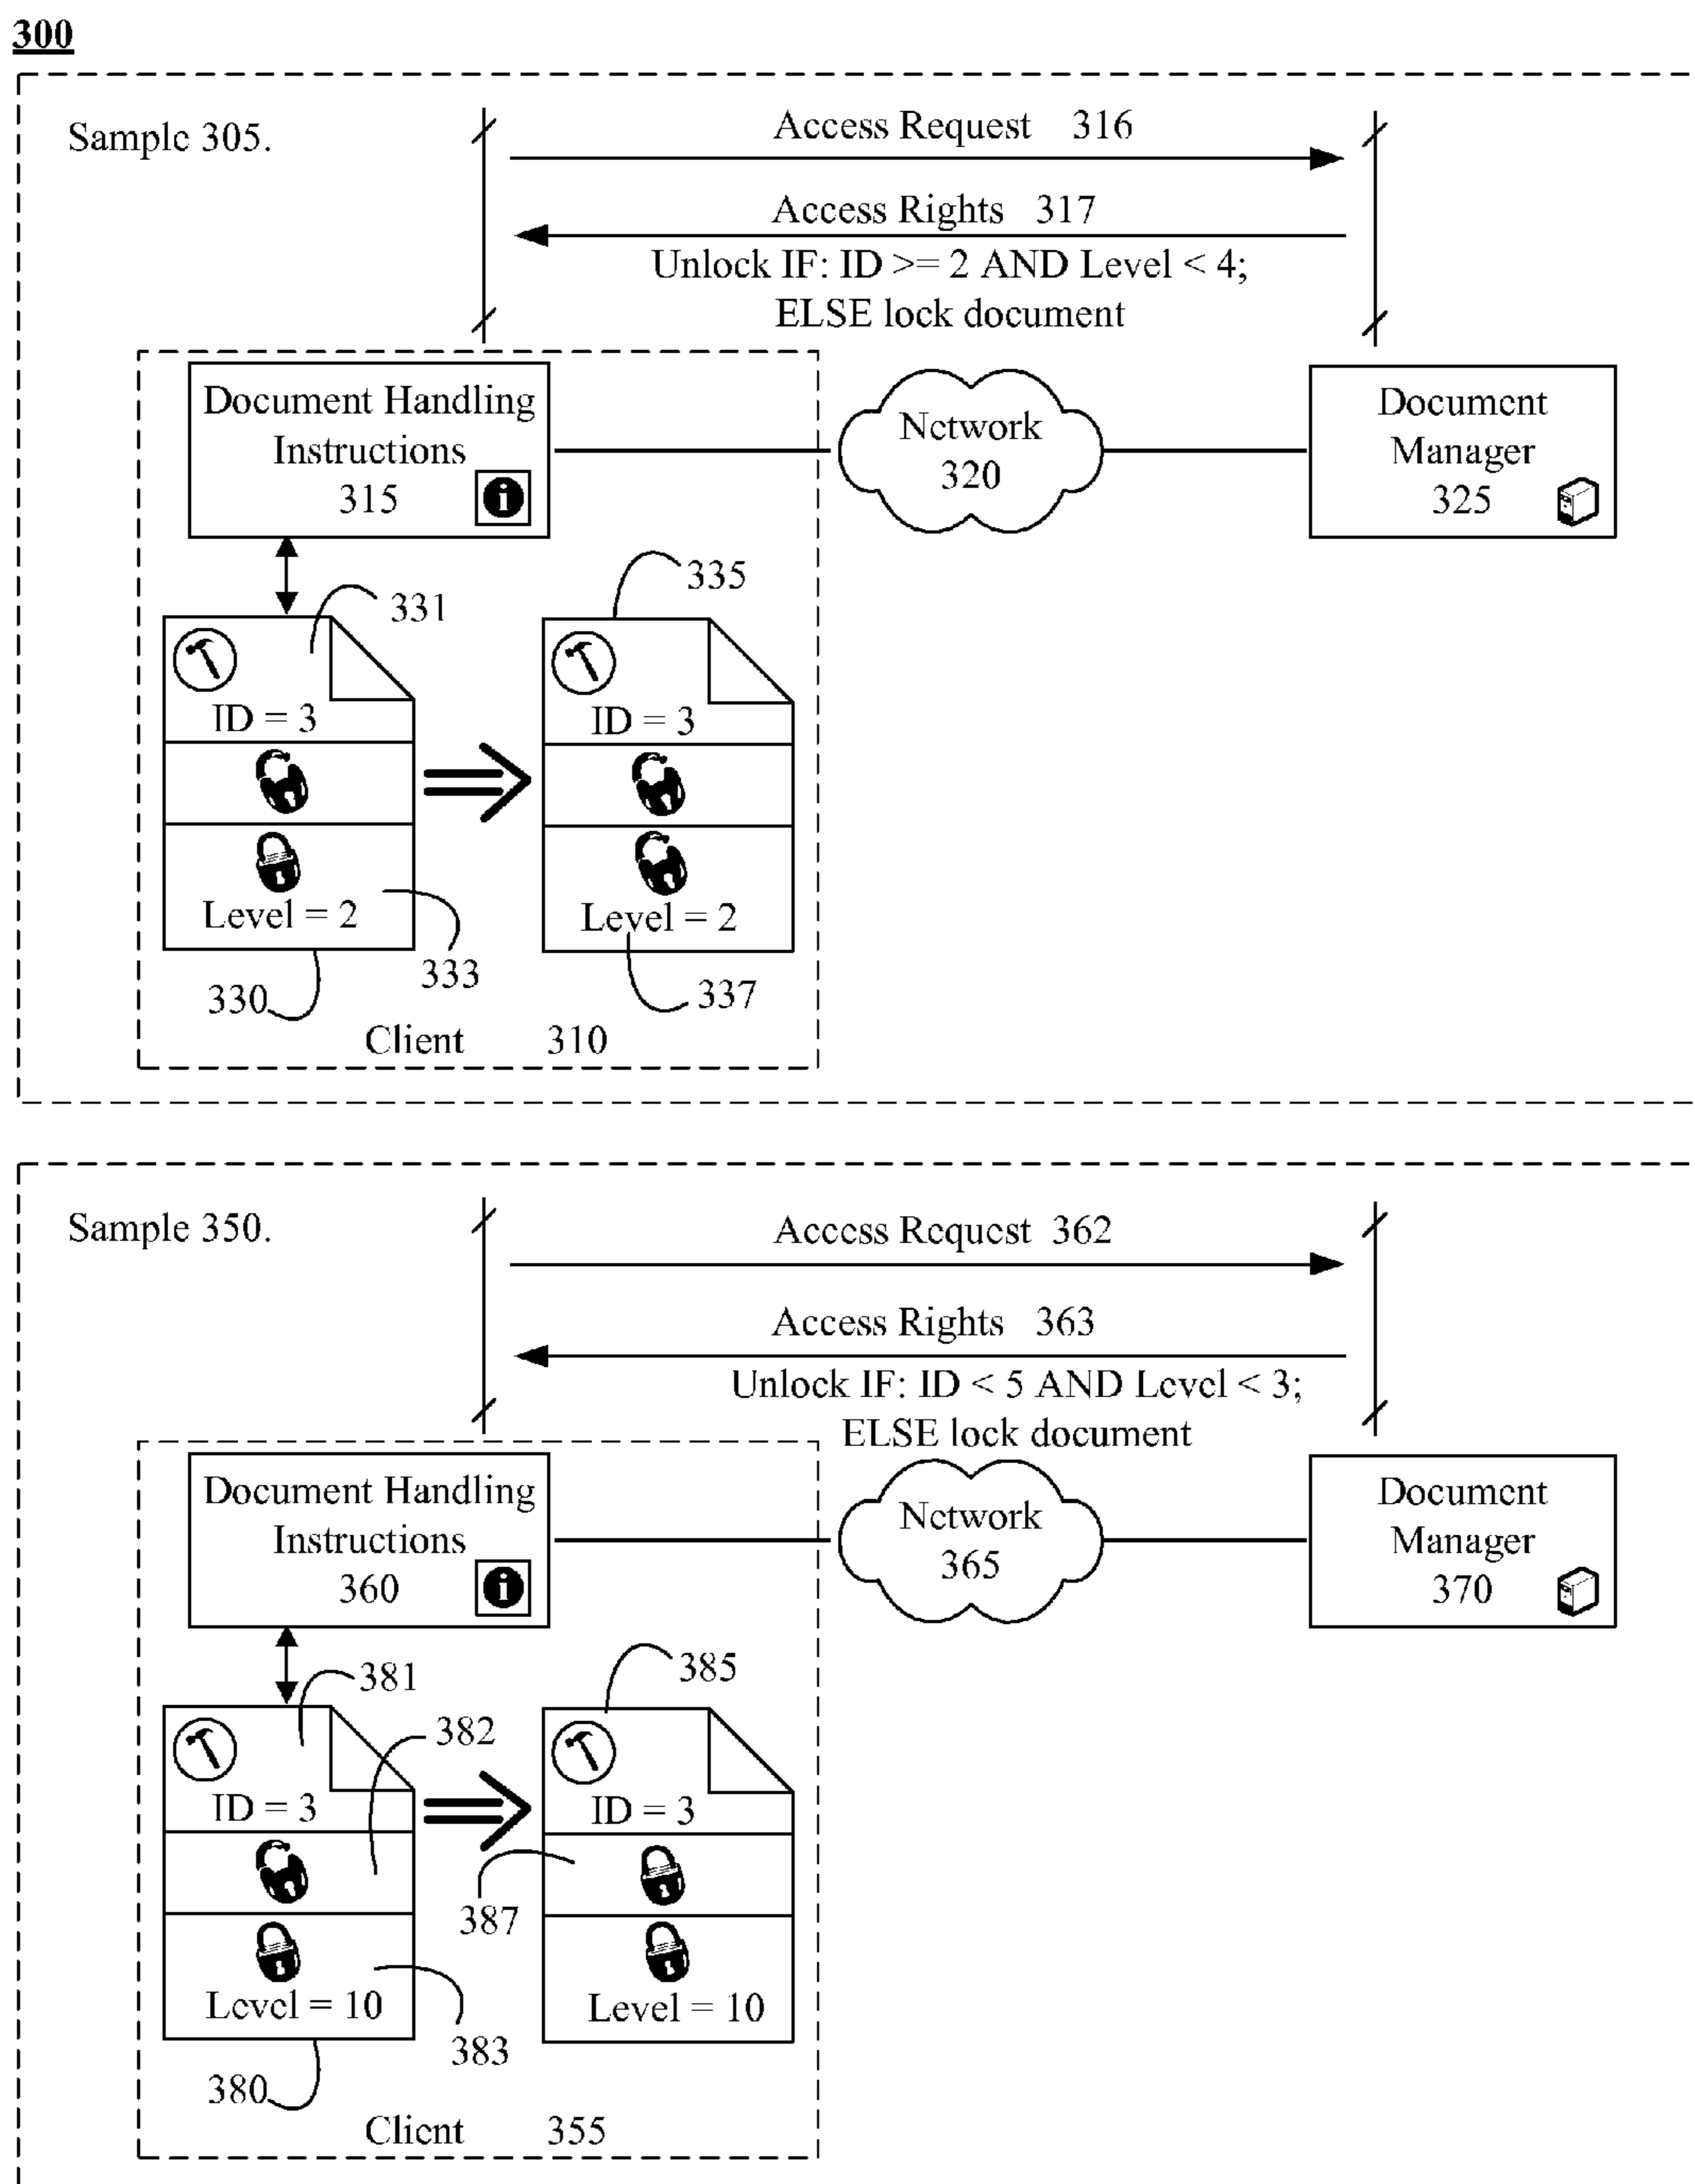 300
Sample 305.
Access Request 316
Access Rights 317
Unlock IF: ID >= 2 AND Level < 4;
ELSE lock document
Document Handling
Instructions
315
i
Network
320
Document
Manager
325
331
335
ID = 3
ID = 3
Level = 2
Level = 2
333
337
330
Client 310
Sample 350.
Access Request 362
Access Rights 363
Unlock IF: ID < 5 AND Level < 3;
ELSE lock document
Document Handling
Instructions
360
i
Network
365
Document
Manager
370
381
385
382
ID = 3
ID = 3
387
Level = 10
Level = 10
383
380
Client 355